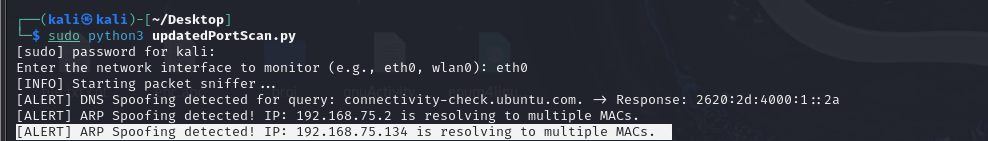 ┌──(kali㉿kali)-[~/Desktop]
└─$ sudo python3 updatedPortScan.py
[sudo] password for kali:
Enter the network interface to monitor (e.g., eth0, wlan0): eth0
[INFO] Starting packet sniffer...
[ALERT] DNS Spoofing detected for query: connectivity-check.ubuntu.com. → Response: 2620:2d:4000:1::2a
[ALERT] ARP Spoofing detected! IP: 192.168.75.2 is resolving to multiple MACs.
[ALERT] ARP Spoofing detected! IP: 192.168.75.134 is resolving to multiple MACs.